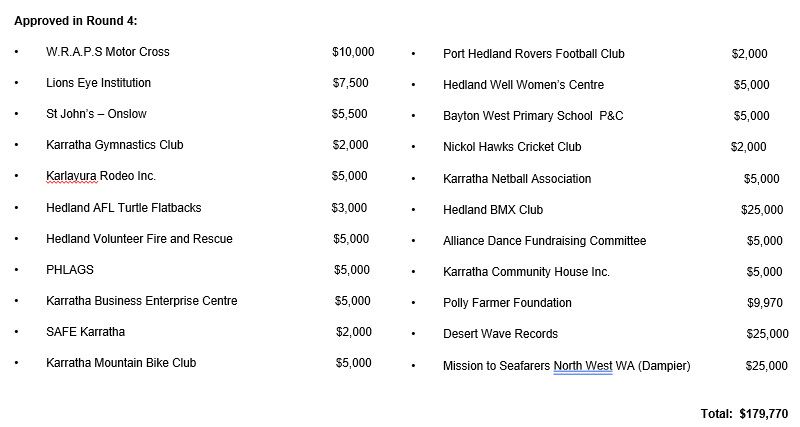 Approved in Round 4:
• W.R.A.P.S Motor Cross $10,000
• Lions Eye Institution $7,500
• St John's – Onslow $5,500
• Karratha Gymnastics Club $2,000
• Karlayura Rodeo Inc. $5,000
• Hedland AFL Turtle Flatbacks $3,000
• Hedland Volunteer Fire and Rescue $5,000
• PHLAGS $5,000
• Karratha Business Enterprise Centre $5,000
• SAFE Karratha $2,000
• Karratha Mountain Bike Club $5,000
• Port Hedland Rovers Football Club $2,000
• Hedland Well Women's Centre $5,000
• Bayton West Primary School P&C $5,000
• Nickol Hawks Cricket Club $2,000
• Karratha Netball Association $5,000
• Hedland BMX Club $25,000
• Alliance Dance Fundraising Committee $5,000
• Karratha Community House Inc. $5,000
• Polly Farmer Foundation $9,970
• Desert Wave Records $25,000
• Mission to Seafarers North West WA (Dampier) $25,000
Total: $179,770